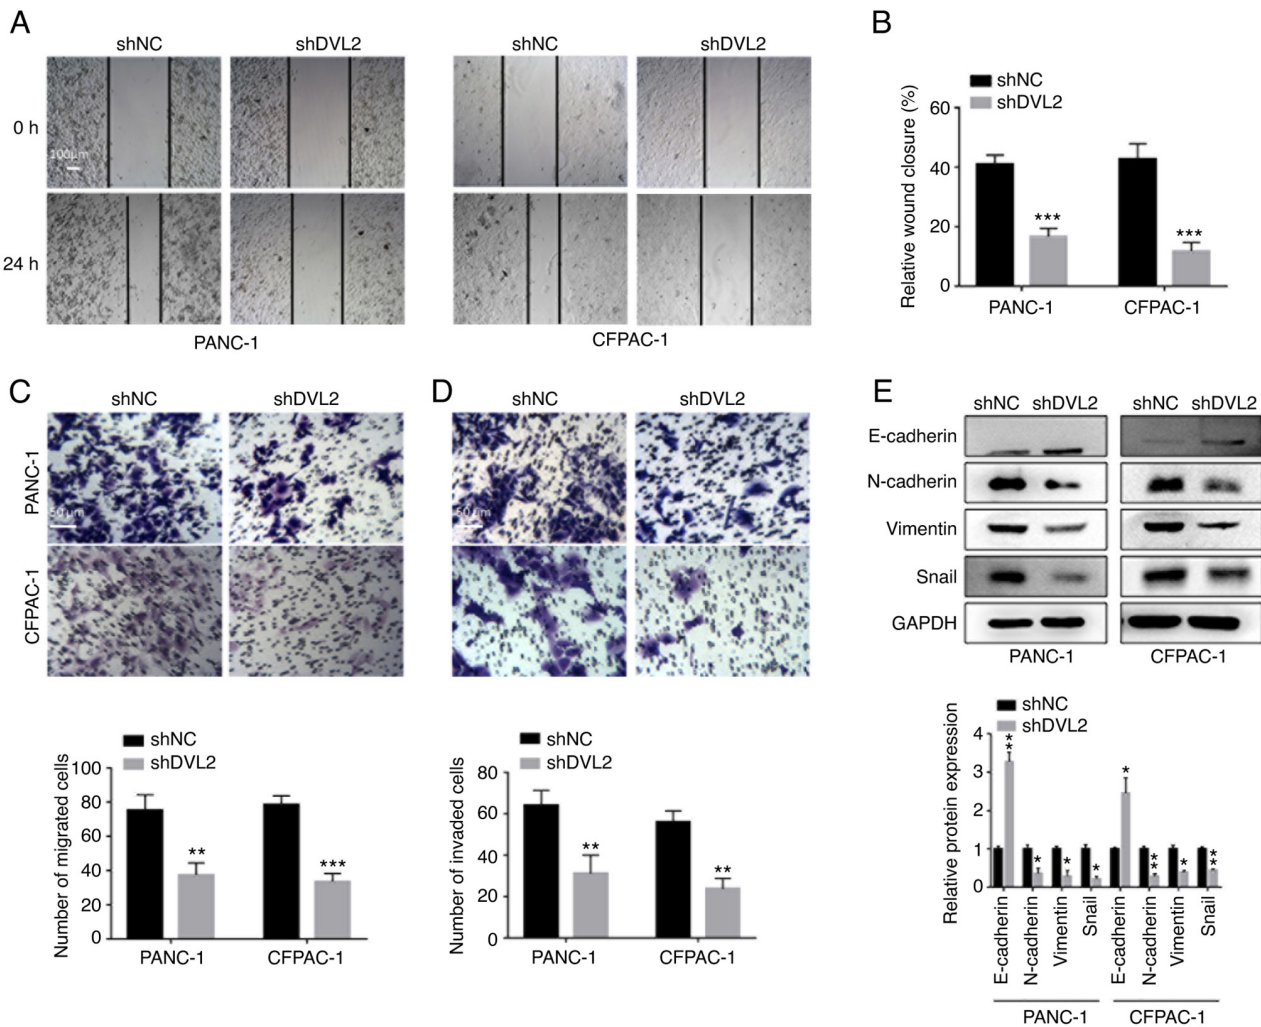 A
shNC shDVL2 shNC shDVL2
0 h
100μm
24 h
PANC-1 CFPAC-1
B
shNC
shDVL2
Relative wound closure (%)
60
40
20
0
***
***
PANC-1 CFPAC-1
C
shNC shDVL2
PANC-1
50 μm
CFPAC-1
shNC
shDVL2
Number of migrated cells
100
80
60
40
20
0
**
***
PANC-1 CFPAC-1
D
shNC shDVL2
50 μm
shNC
shDVL2
Number of invaded cells
80
60
40
20
0
**
**
PANC-1 CFPAC-1
E
shNC shDVL2 shNC shDVL2
E-cadherin
N-cadherin
Vimentin
Snail
GAPDH
PANC-1 CFPAC-1
shNC
shDVL2
Relative protein expression
4
3
2
1
0
** * * * * ** * **
E-cadherin N-cadherin Vimentin Snail E-cadherin N-cadherin Vimentin Snail
PANC-1 CFPAC-1